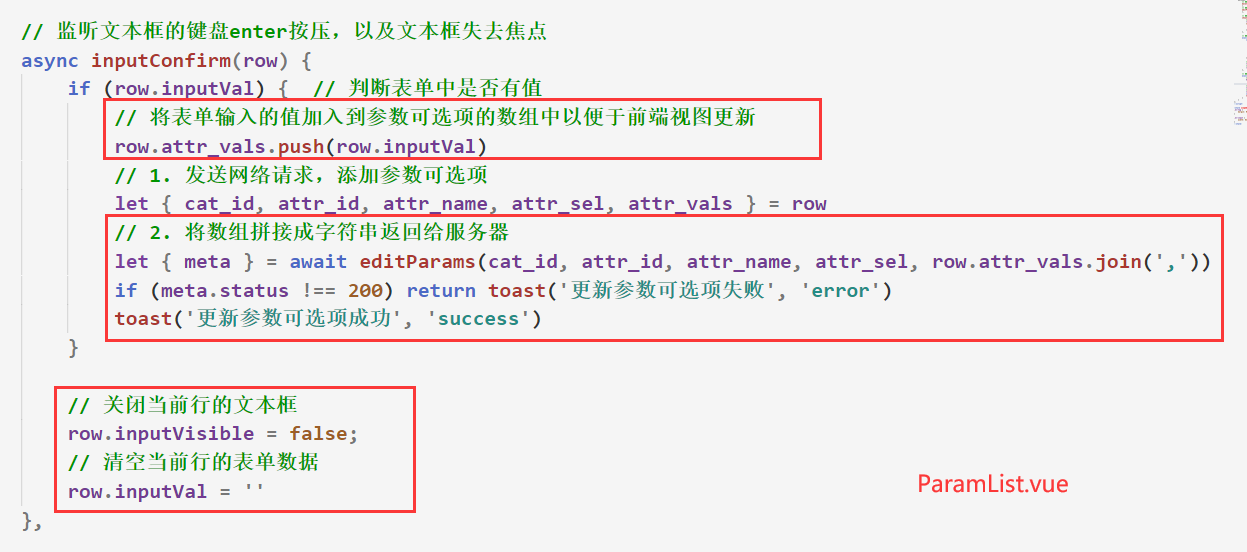 // 监听文本框的键盘enter按压，以及文本框失去焦点
async inputConfirm(row) {
if (row.inputVal) { // 判断表单中是否有值
// 将表单输入的值加入到参数可选项的数组中以便于前端视图更新
row.attr_vals.push(row.inputVal)
// 1. 发送网络请求，添加参数可选项
let { cat_id, attr_id, attr_name, attr_sel, attr_vals } = row
// 2. 将数组拼接成字符串返回给服务器
let { meta } = await editParams(cat_id, attr_id, attr_name, attr_sel, row.attr_vals.join(','))
if (meta.status !== 200) return toast('更新参数可选项失败', 'error')
toast('更新参数可选项成功', 'success')
}
// 关闭当前行的文本框
row.inputVisible = false;
// 清空当前行的表单数据
row.inputVal = ''
ParamList.vue
},